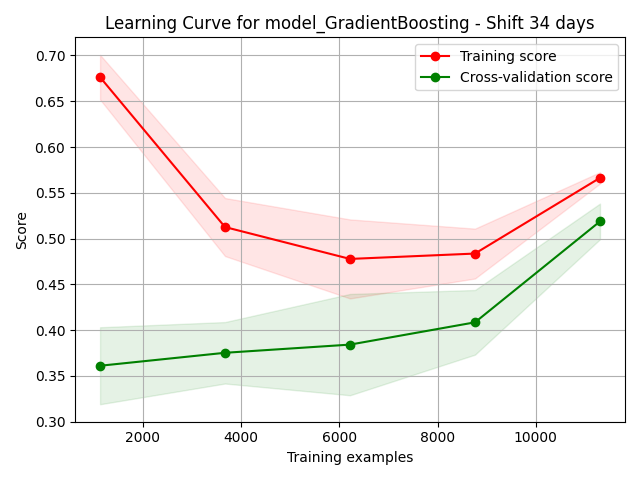 Learning Curve for model_GradientBoosting - Shift 34 days
Training score
Cross-validation score
0.70
0.65
0.60
0.55
0.50
0.45
0.40
0.35
0.30
Score
2000
4000
6000
8000
10000
Training examples